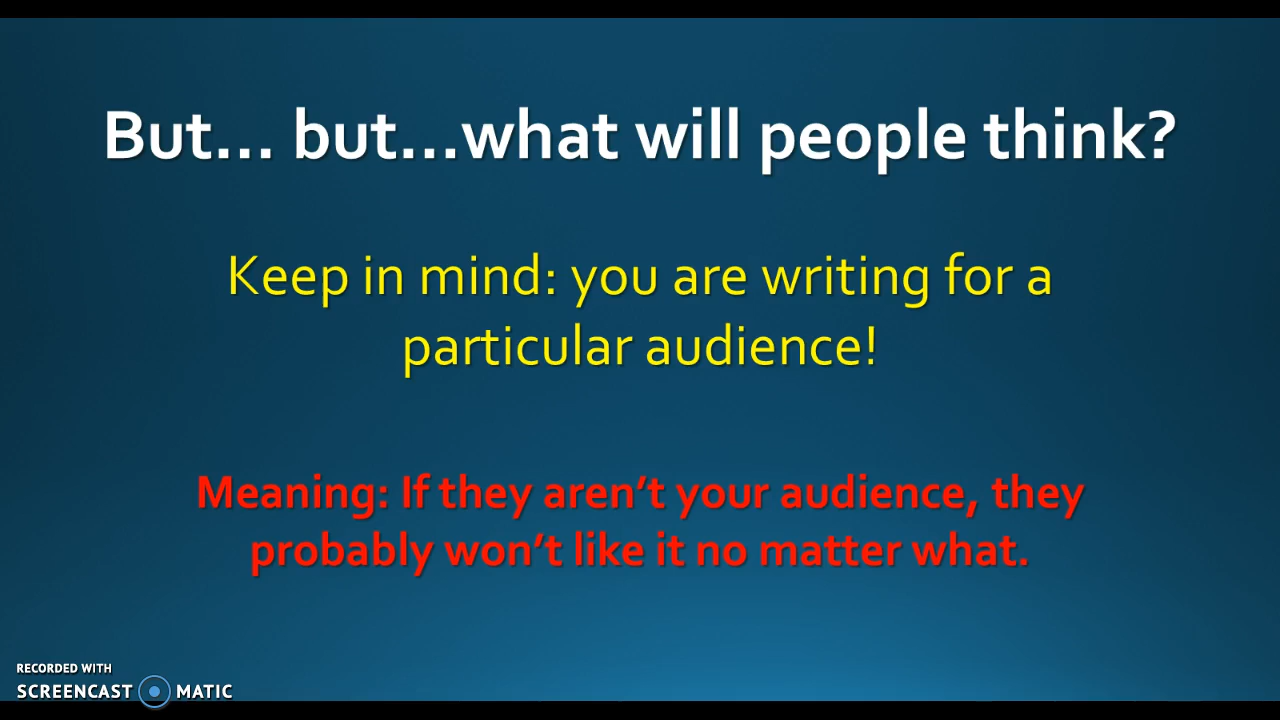 But... but...what will people think?
Keep in mind: you are writing for a
particular audience!
Meaning: If they aren’t your audience, they
probably won’t like it no matter what.
RECORDED WITH
SCREENCAST MATIC